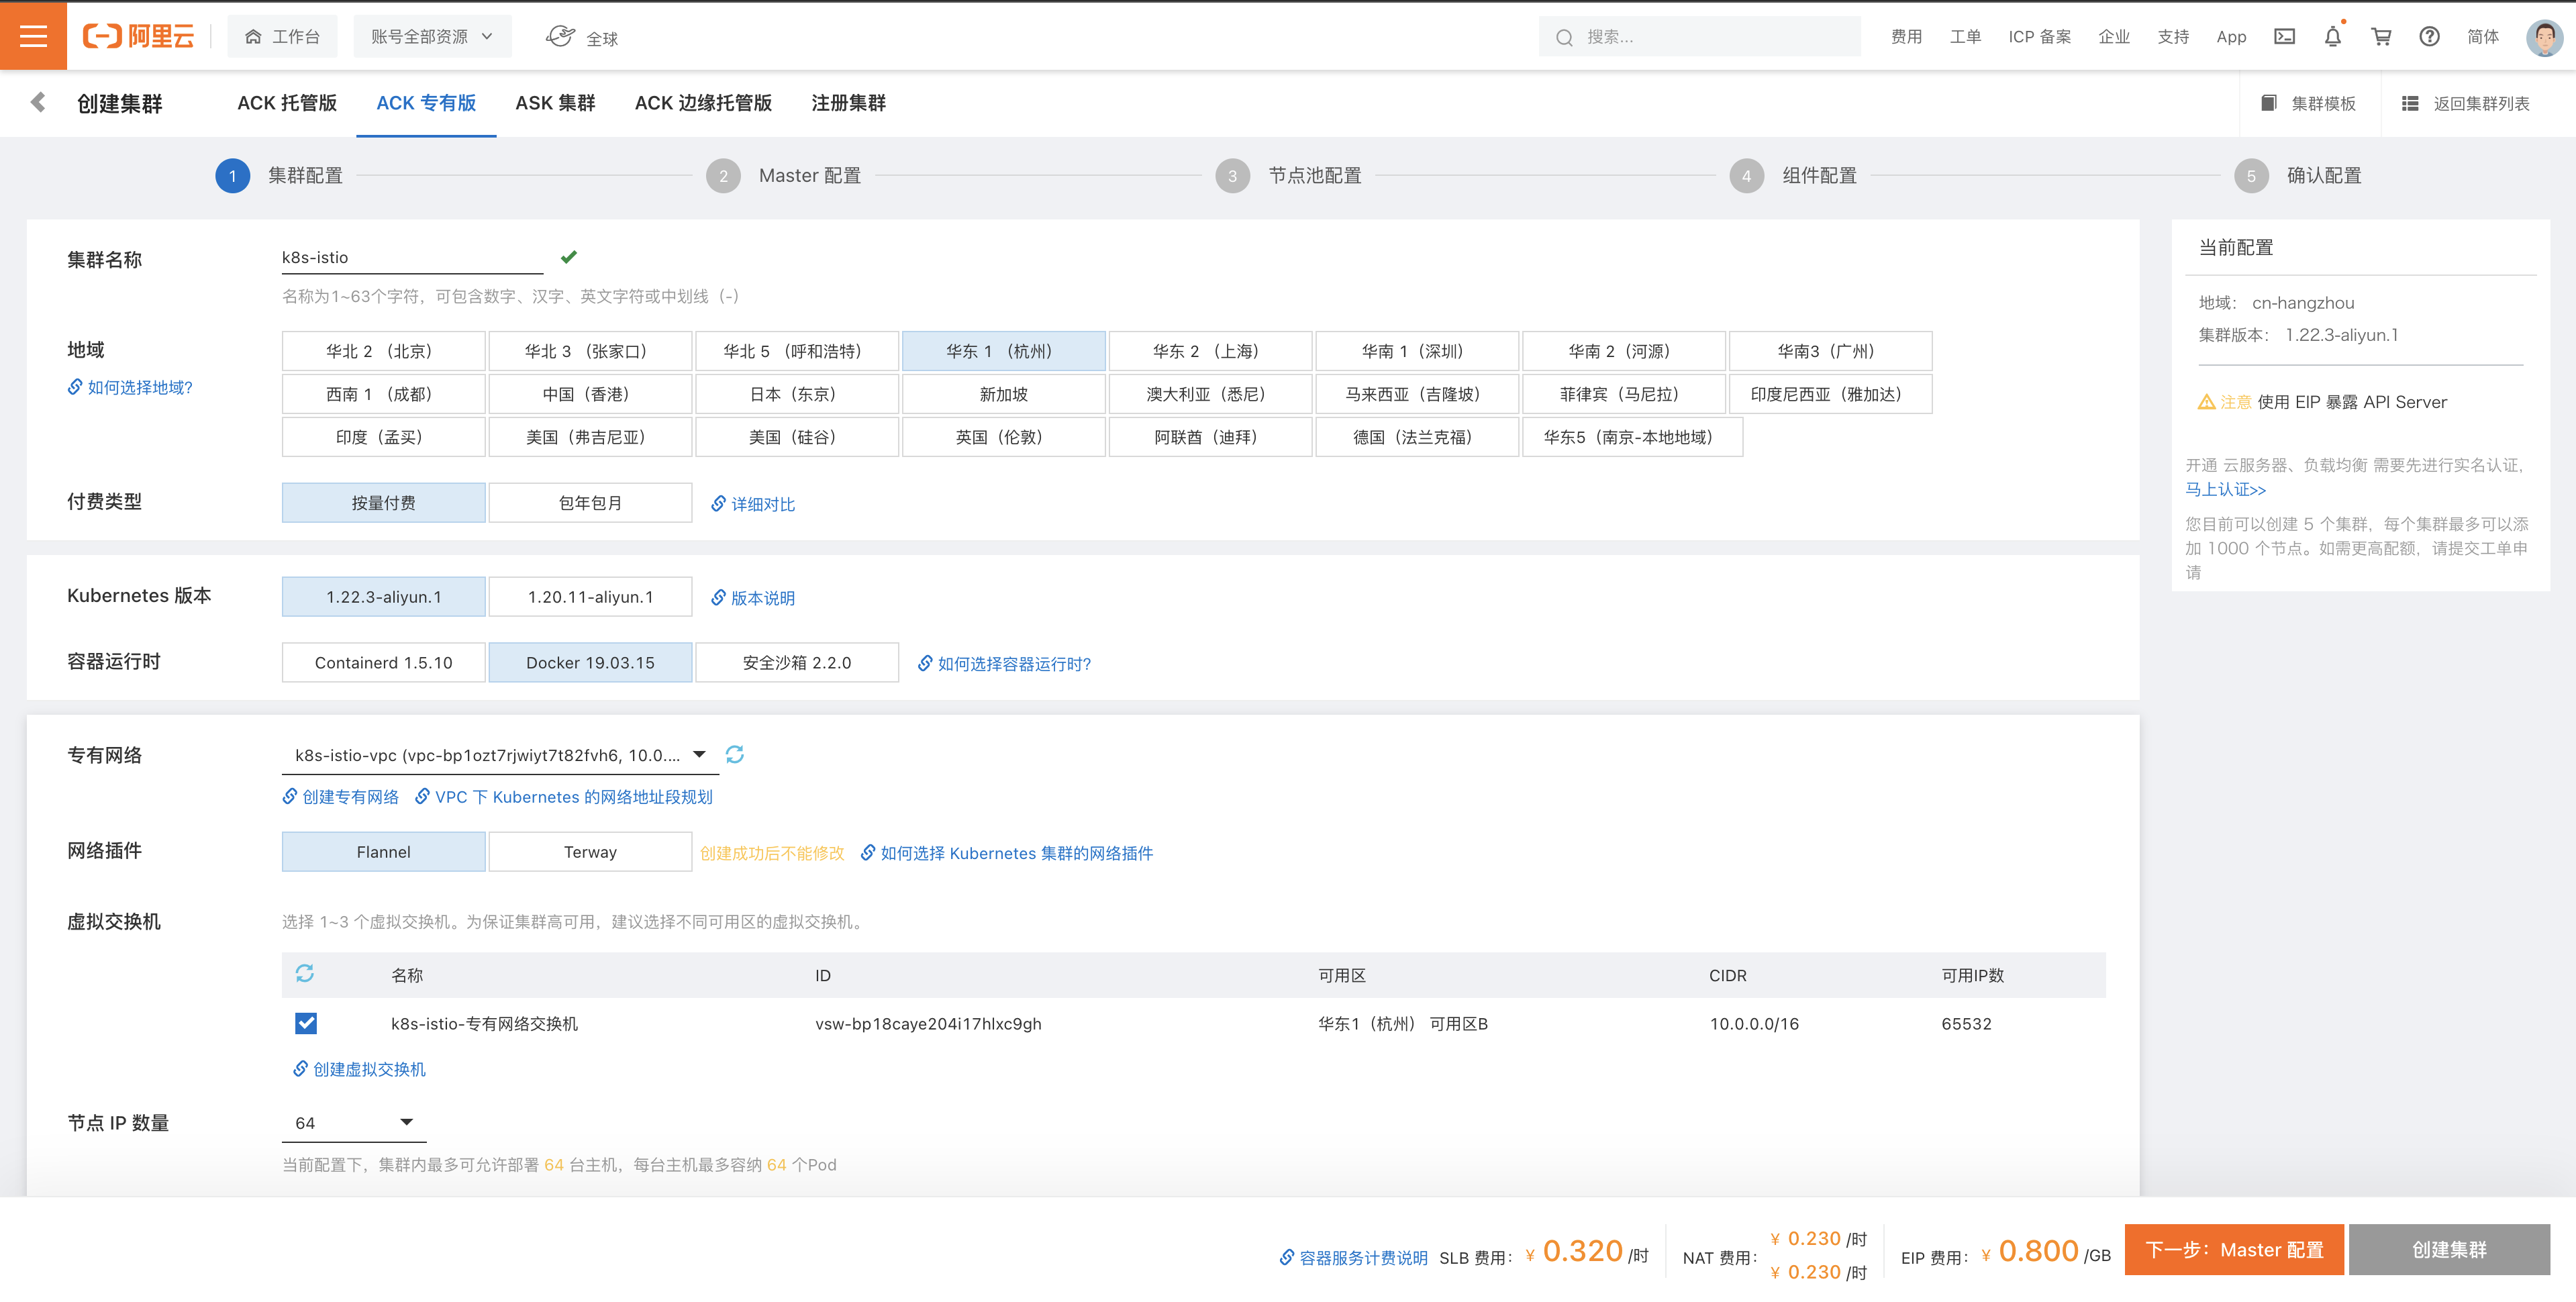 阿里云
工作台
账号全部资源
全球
搜索...
费用 工单 ICP 备案 企业 支持 App 简体
创建集群 ACK 托管版 ACK 专有版 ASK 集群 ACK 边缘托管版 注册集群 集群模板 返回集群列表
1 集群配置 2 Master 配置 3 节点池配置 4 组件配置 5 确认配置
集群名称 k8s-istio
名称为1~63个字符，可包含数字、汉字、英文字符或中划线（-）
地域
如何选择地域?
华北 2 （北京） 华北 3 （张家口） 华北 5 （呼和浩特） 华东 1 （杭州） 华东 2 （上海） 华南 1（深圳） 华南 2（河源） 华南3（广州）
西南 1 （成都） 中国（香港） 日本（东京） 新加坡 澳大利亚（悉尼） 马来西亚（吉隆坡） 菲律宾（马尼拉） 印度尼西亚（雅加达）
印度（孟买） 美国（弗吉尼亚） 美国（硅谷） 英国（伦敦） 阿联酋（迪拜） 德国（法兰克福） 华东5（南京-本地地域）
付费类型 按量付费 包年包月 详细对比
Kubernetes 版本 1.22.3-aliyun.1 1.20.11-aliyun.1 版本说明
容器运行时 Containerd 1.5.10 Docker 19.03.15 安全沙箱 2.2.0 如何选择容器运行时?
专有网络 k8s-istio-vpc (vpc-bp1ozt7rjwiyt7t82fvh6, 10.0....
创建专有网络 VPC 下 Kubernetes 的网络地址段规划
网络插件 Flannel Terway 创建成功后不能修改 如何选择 Kubernetes 集群的网络插件
虚拟交换机 选择 1~3 个虚拟交换机。为保证集群高可用，建议选择不同可用区的虚拟交换机。
名称 ID 可用区 CIDR 可用IP数
k8s-istio-专有网络交换机 vsw-bp18caye204i17hlxc9gh 华东1（杭州） 可用区B 10.0.0.0/16 65532
创建虚拟交换机
节点 IP 数量 64
当前配置下，集群内最多可允许部署 64 台主机，每台主机最多容纳 64 个Pod
当前配置
地域： cn-hangzhou
集群版本： 1.22.3-aliyun.1
注意 使用 EIP 暴露 API Server
开通 云服务器、负载均衡 需要先进行实名认证，
马上认证>>
您目前可以创建 5 个集群，每个集群最多可以添
加 1000 个节点。如需更高配额，请提交工单申
请
容器服务计费说明 SLB 费用： ¥ 0.320 /时 NAT 费用： ¥ 0.230 /时
¥ 0.230 /时
EIP 费用： ¥ 0.800 /GB 下一步：Master 配置 创建集群